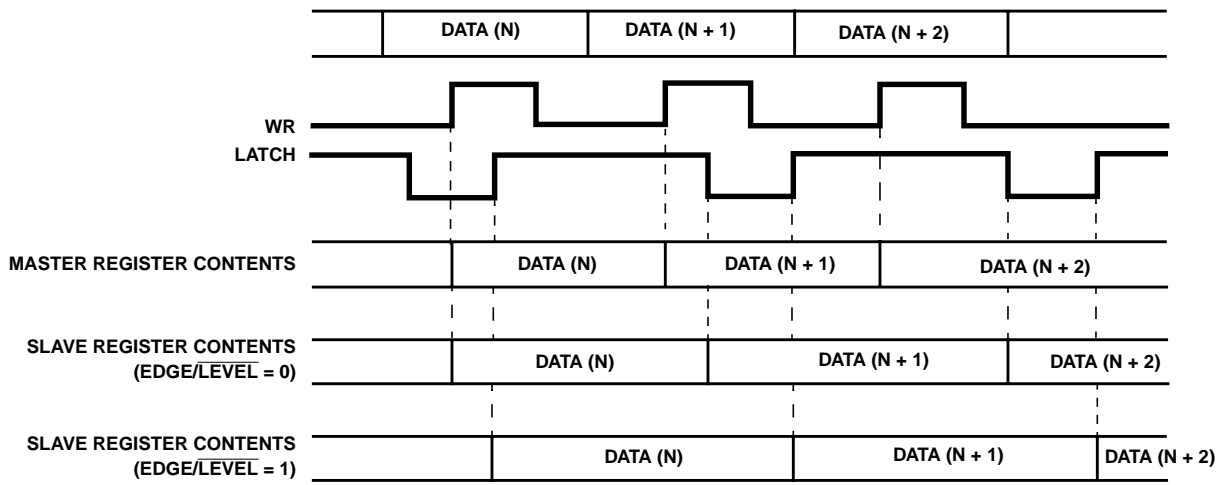 DATA (N) DATA (N + 1) DATA (N + 2)
WR
LATCH
MASTER REGISTER CONTENTS DATA (N) DATA (N + 1) DATA (N + 2)
SLAVE REGISTER CONTENTS
(EDGE/LEVEL = 0) DATA (N) DATA (N + 1) DATA (N + 2)
SLAVE REGISTER CONTENTS
(EDGE/LEVEL = 1) DATA (N) DATA (N + 1) DATA (N + 2)